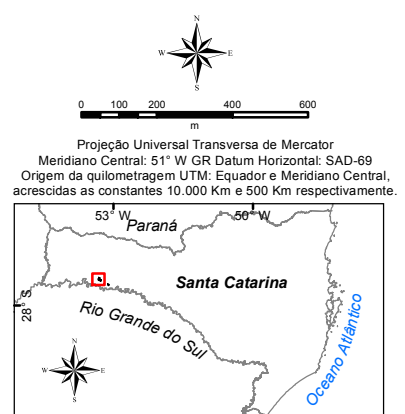 N
W E
S
0 100 200 400 600
m
Projeção Universal Transversa de Mercator
Meridiano Central: 51° W GR Datum Horizontal: SAD-69
Origem da quilometragem UTM: Equador e Meridiano Central,
acrescidas as constantes 10.000 Km e 500 Km respectivamente.
53° W 50° W
Paraná
Santa Catarina
28° S
Rio Grande do Sul
Oceano Atlântico
N
W E
S